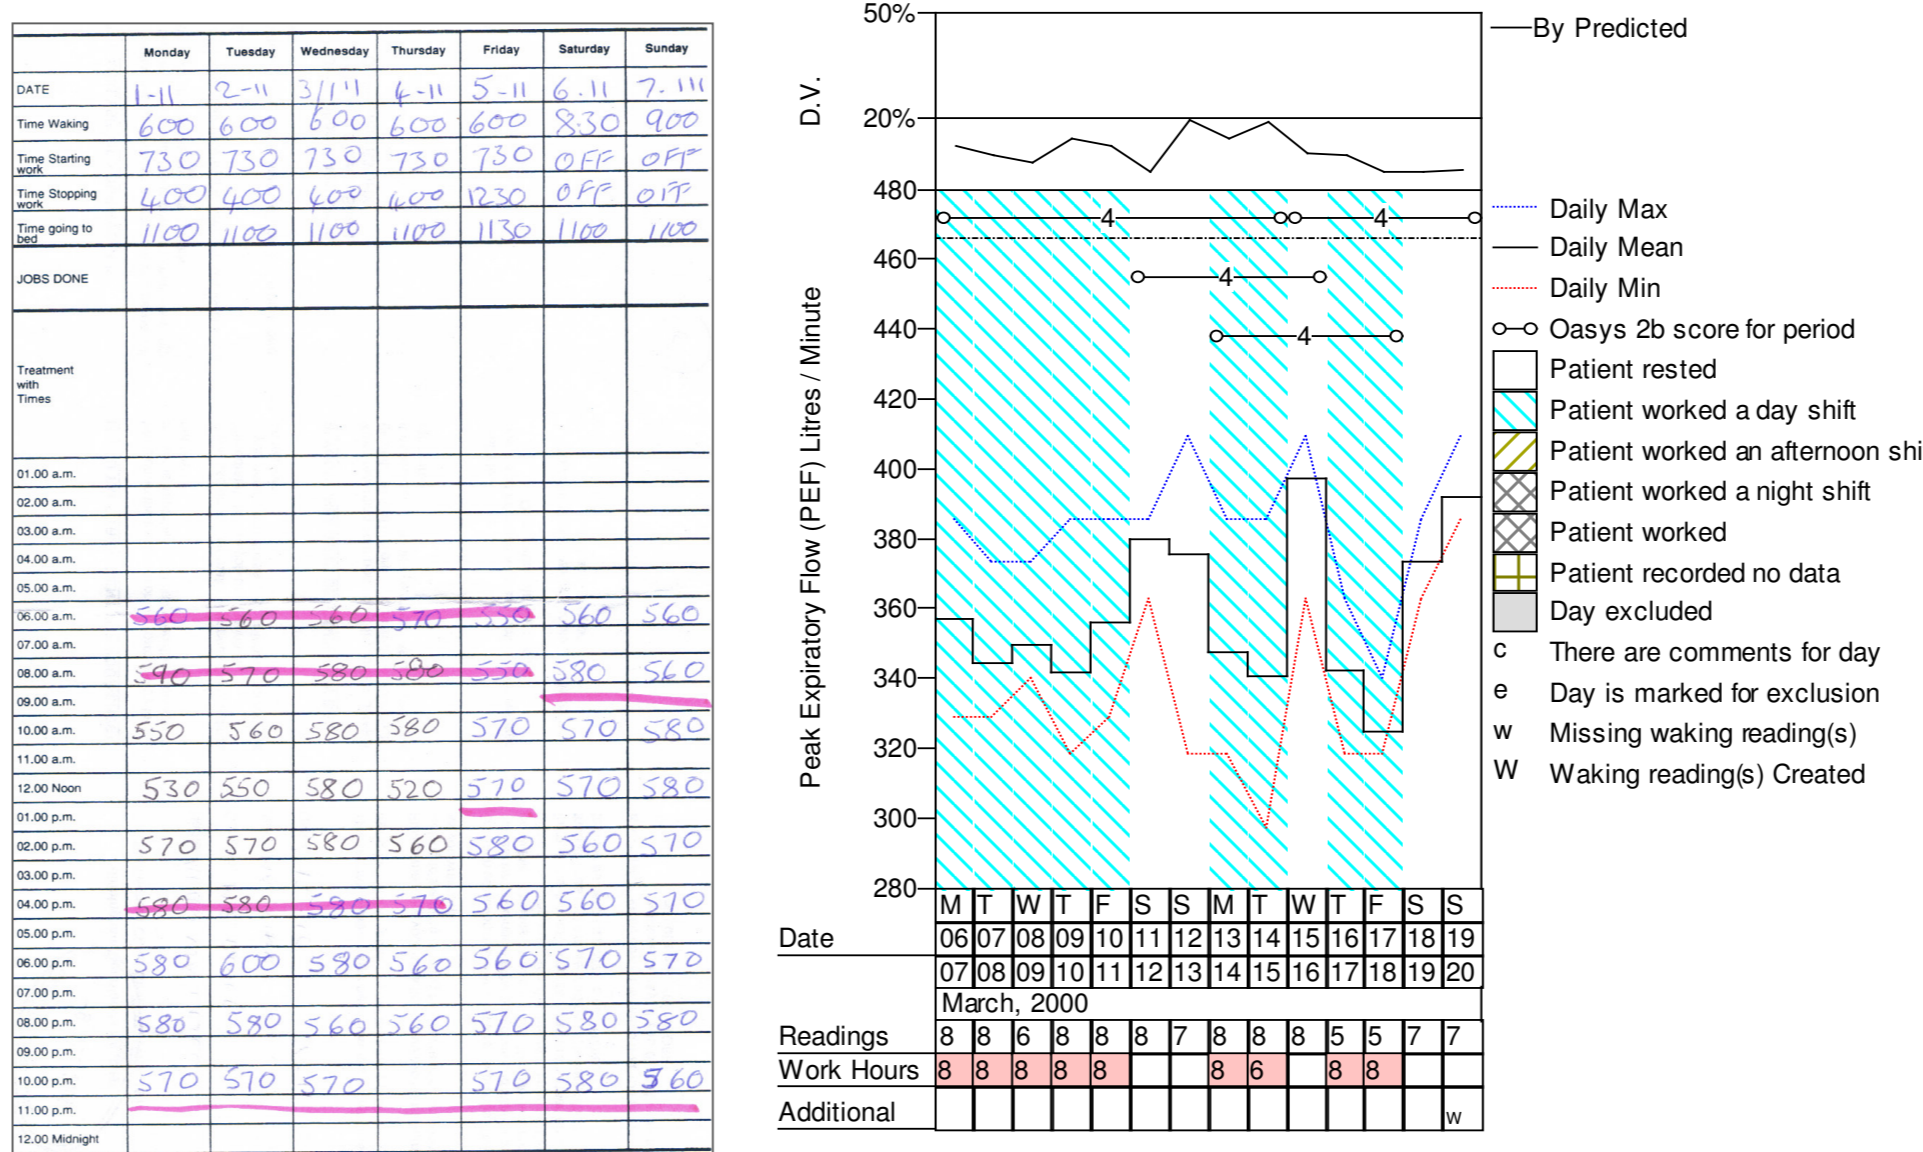 Monday Tuesday Wednesday Thursday Friday Saturday Sunday
DATE 1-11 2-11 3/1'11 4-11 5-11 6.11 7.111
Time Waking 600 600 600 600 600 8.30 900
Time Starting work 730 730 730 730 730 OFF OFF
Time Stopping work 400 400 400 400 1230 OFF OFF
Time going to bed 1100 1100 1100 1100 1130 1100 1100
JOBS DONE
Treatment
with
Times
01.00 a.m.
02.00 a.m.
03.00 a.m.
04.00 a.m.
05.00 a.m.
06.00 a.m. 560 560 560 570 550 560 560
07.00 a.m.
08.00 a.m. 590 570 580 580 550 580 560
09.00 a.m.
10.00 a.m. 550 560 580 580 570 570 580
11.00 a.m.
12.00 Noon 530 550 580 520 570 570 580
01.00 p.m.
02.00 p.m. 570 570 580 560 580 560 570
03.00 p.m.
04.00 p.m. 580 580 580 570 560 560 570
05.00 p.m.
06.00 p.m. 580 600 580 560 560 570 570
07.00 p.m.
08.00 p.m. 580 580 560 560 570 580 580
09.00 p.m.
10.00 p.m. 570 570 570 570 580 560
11.00 p.m.
12.00 Midnight
D.V.
50%
20%
By Predicted
Peak Expiratory Flow (PEF) Litres / Minute
480
460
440
420
400
380
360
340
320
300
280
4 4
4
4
Daily Max
Daily Mean
Daily Min
Oasys 2b score for period
Patient rested
Patient worked a day shift
Patient worked an afternoon shi
Patient worked a night shift
Patient worked
Patient recorded no data
Day excluded
c There are comments for day
e Day is marked for exclusion
w Missing waking reading(s)
W Waking reading(s) Created
M T W T F S S M T W T F S S
Date 06 07 08 09 10 11 12 13 14 15 16 17 18 19
07 08 09 10 11 12 13 14 15 16 17 18 19 20
March, 2000
Readings 8 8 6 8 8 8 7 8 8 8 5 5 7 7
Work Hours 8 8 8 8 8 8 6 8 8
Additional w